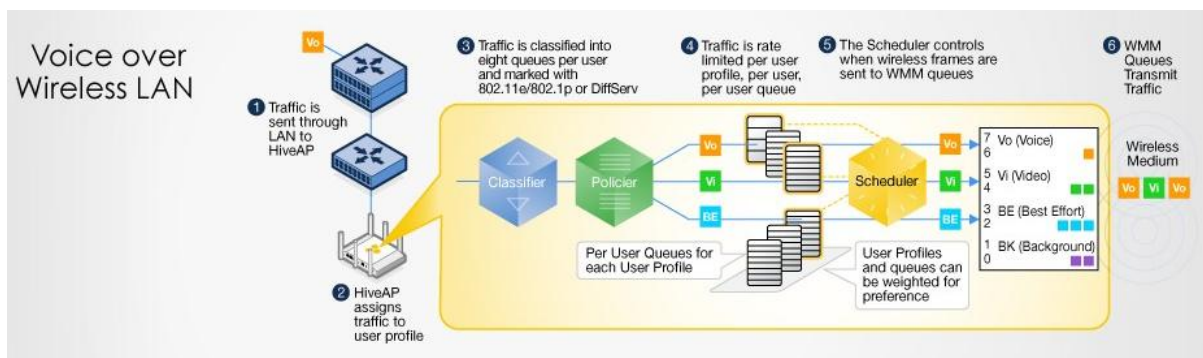 Voice over
Wireless LAN
Vo
1 Traffic is
sent through
LAN to
HiveAP
2 HiveAP
assigns
traffic to
user profile
3 Traffic is classified into
eight queues per user
and marked with
802.11e/802.1p or DiffServ
4 Traffic is rate
limited per user
profile, per user,
per user queue
5 The Scheduler controls
when wireless frames are
sent to WMM queues
6 WMM
Queues
Transmit
Traffic
Classifier
Policier
Vo
Vi
BE
Per User Queues for
each User Profile
Scheduler
User Profiles
and queues can
be weighted for
preference
Vo
Vi
BE
7 Vo (Voice)
6
5 Vi (Video)
4
3 BE (Best Effort)
2
1 BK (Background)
0
Wireless
Medium
Vo Vi Vo